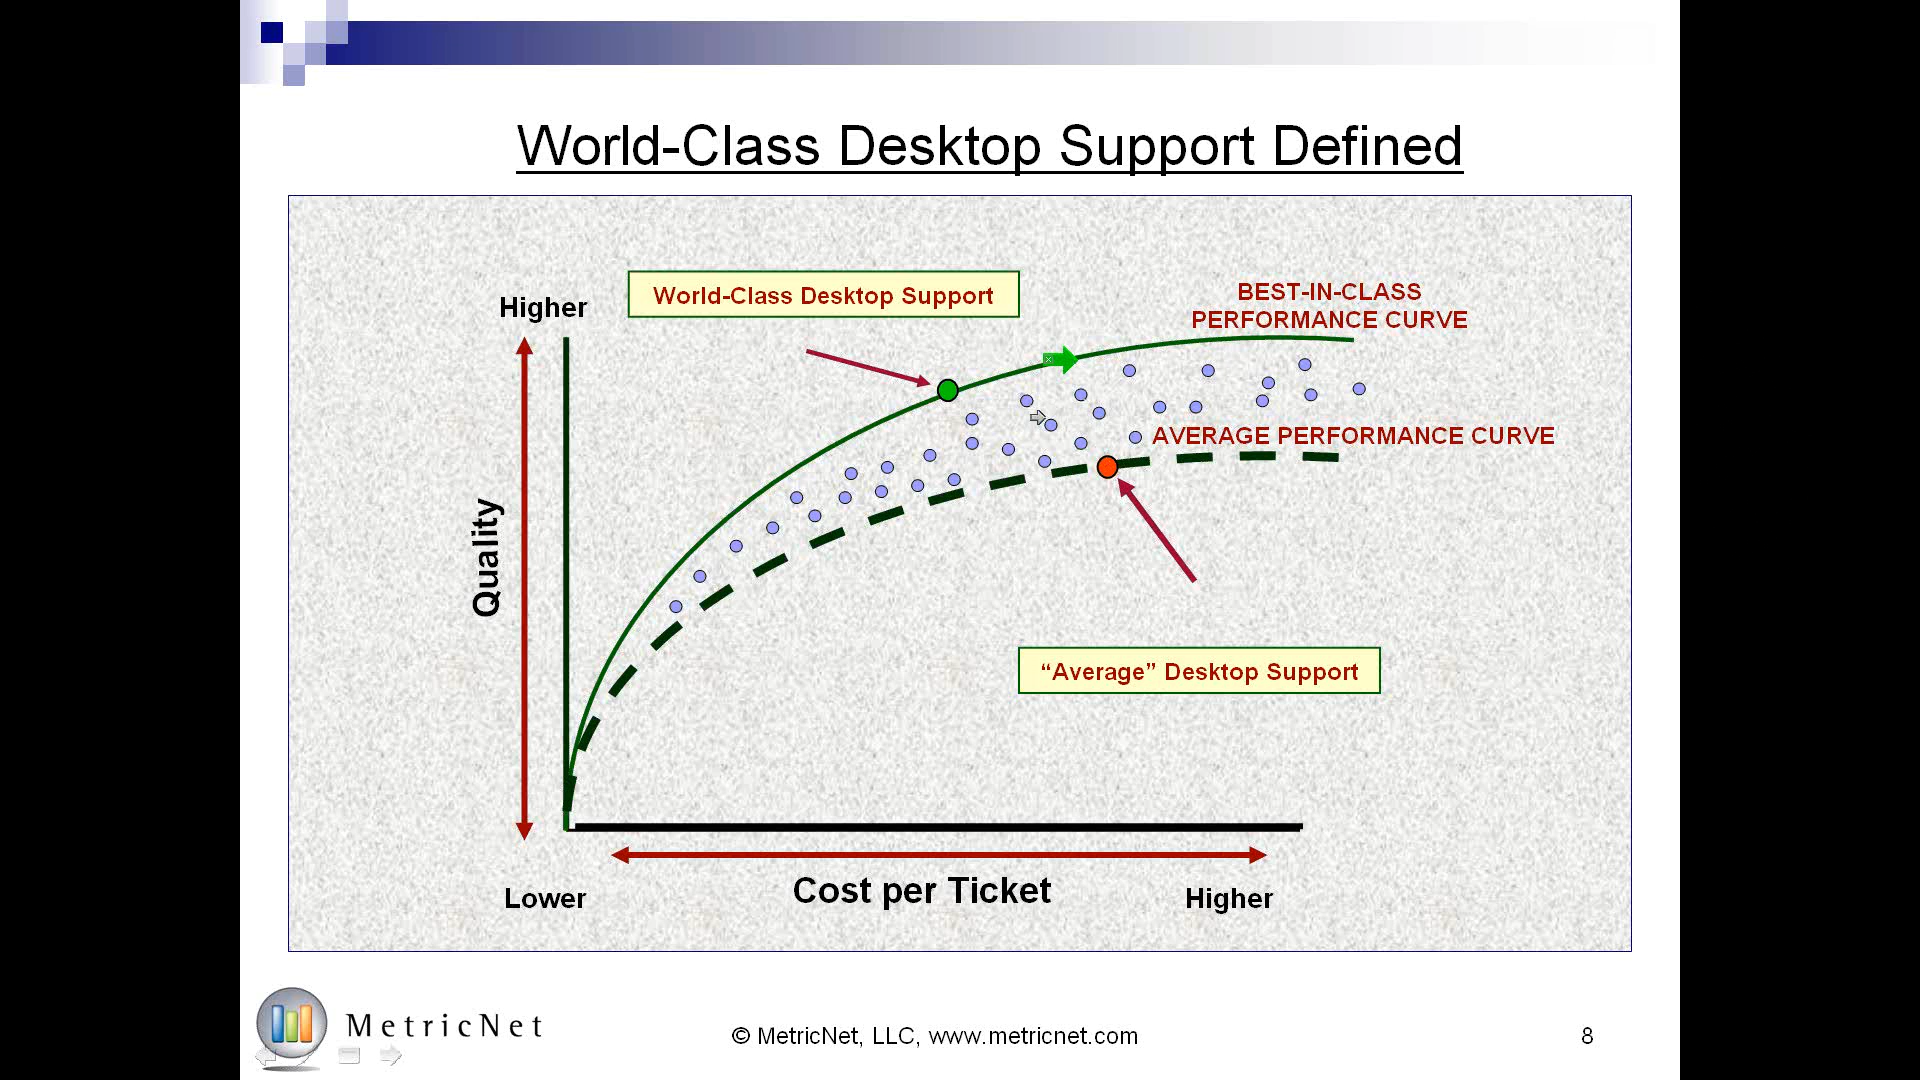 World-Class Desktop Support Defined
World-Class Desktop Support
BEST-IN-CLASS
PERFORMANCE CURVE
Higher
AVERAGE PERFORMANCE CURVE
Quality
“Average” Desktop Support
Lower
Cost per Ticket
Higher
MetricNet
© MetricNet, LLC, www.metricnet.com
8